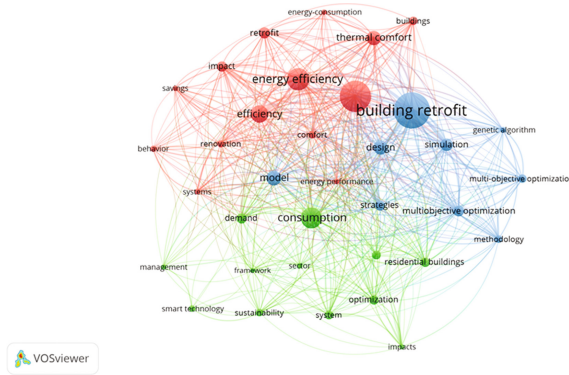 energy-consumption
buildings
retrofit
thermal comfort
impact
energy efficiency
savings
building retrofit
efficiency
genetic algorithm
comfort
renovation
design
simulation
behavior
model
energy performance
multi-objective optimizatio
systems
strategies
multiobjective optimization
demand
consumption
methodology
residential buildings
management
framework
sector
optimization
smart technology
sustainability
system
impacts
VOSviewer